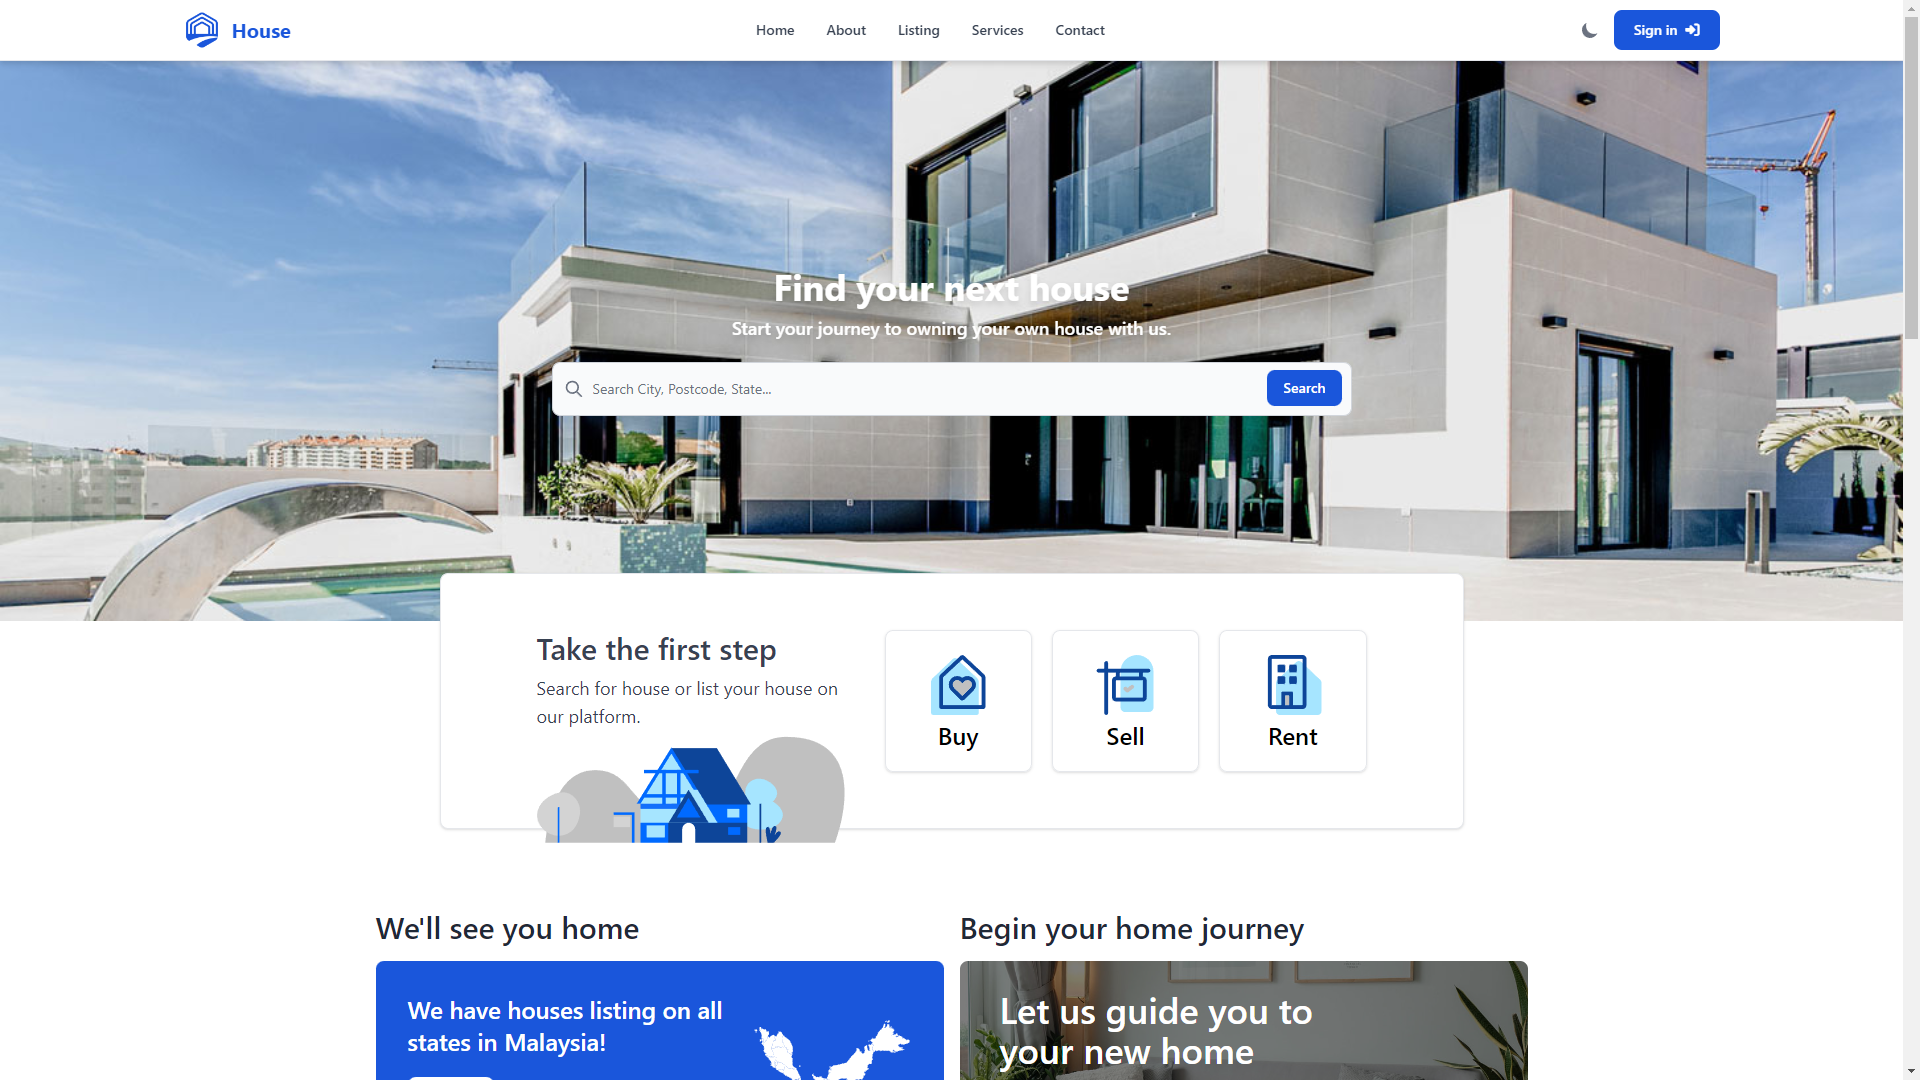 House
Home
About
Listing
Services
Contact
Sign in
Find your next house
Start your journey to owning your own house with us.
Search City, Postcode, State...
Search
Take the first step
Search for house or list your house on
our platform.
Buy
Sell
Rent
We'll see you home
We have houses listing on all
states in Malaysia!
Begin your home journey
Let us guide you to
your new home